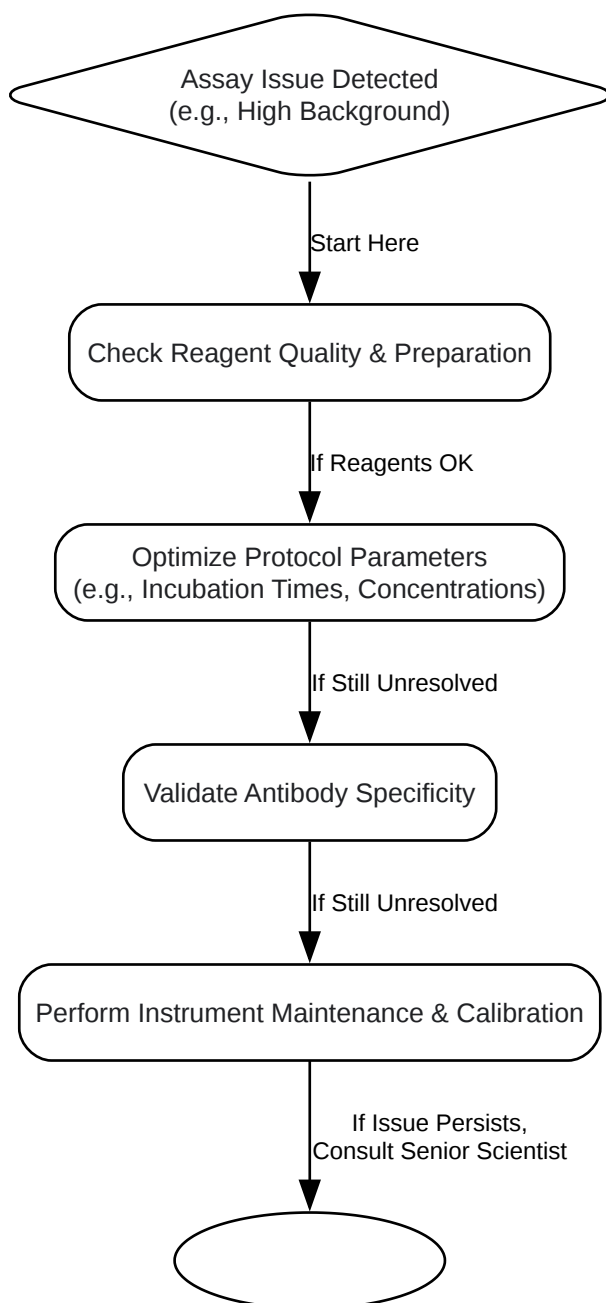 Assay Issue Detected
(e.g., High Background)
Start Here
Check Reagent Quality & Preparation
If Reagents OK
Optimize Protocol Parameters
(e.g., Incubation Times, Concentrations)
If Still Unresolved
Validate Antibody Specificity
If Still Unresolved
Perform Instrument Maintenance & Calibration
If Issue Persists,
Consult Senior Scientist